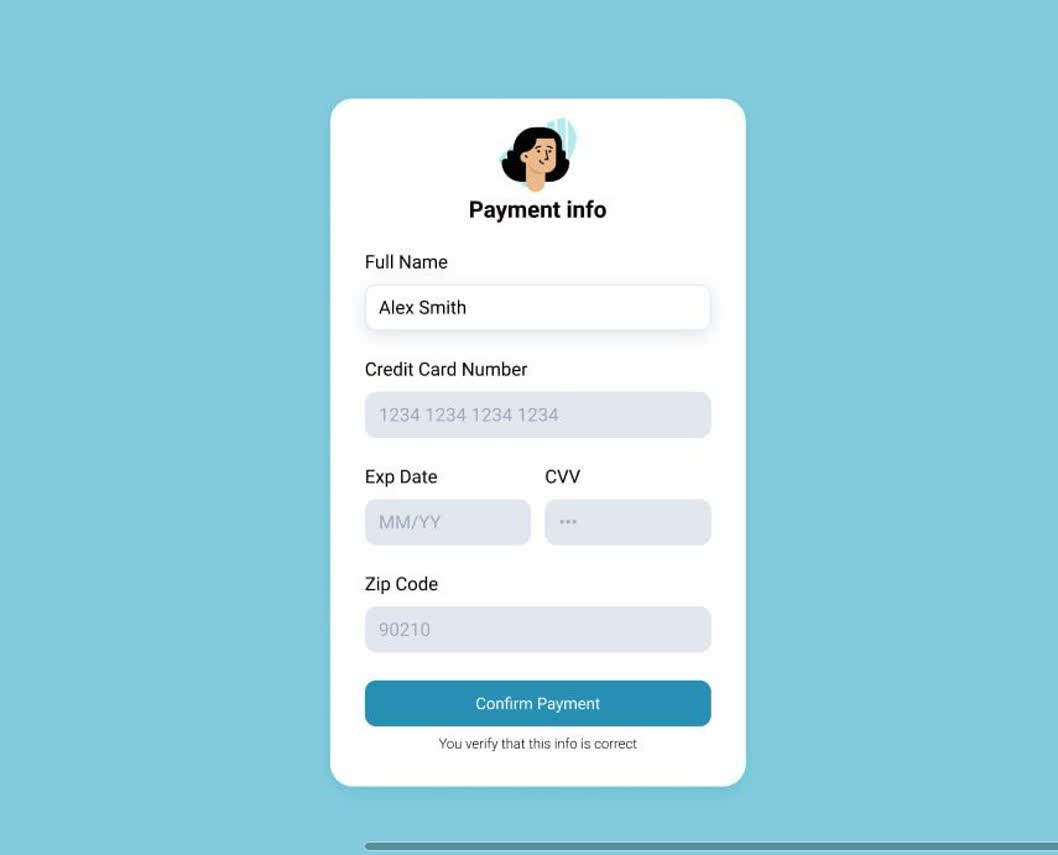 Payment info
Full Name
Alex Smith
Credit Card Number
1234 1234 1234 1234
Exp Date CVV
MM/YY •••
Zip Code
90210
Confirm Payment
You verify that this info is correct